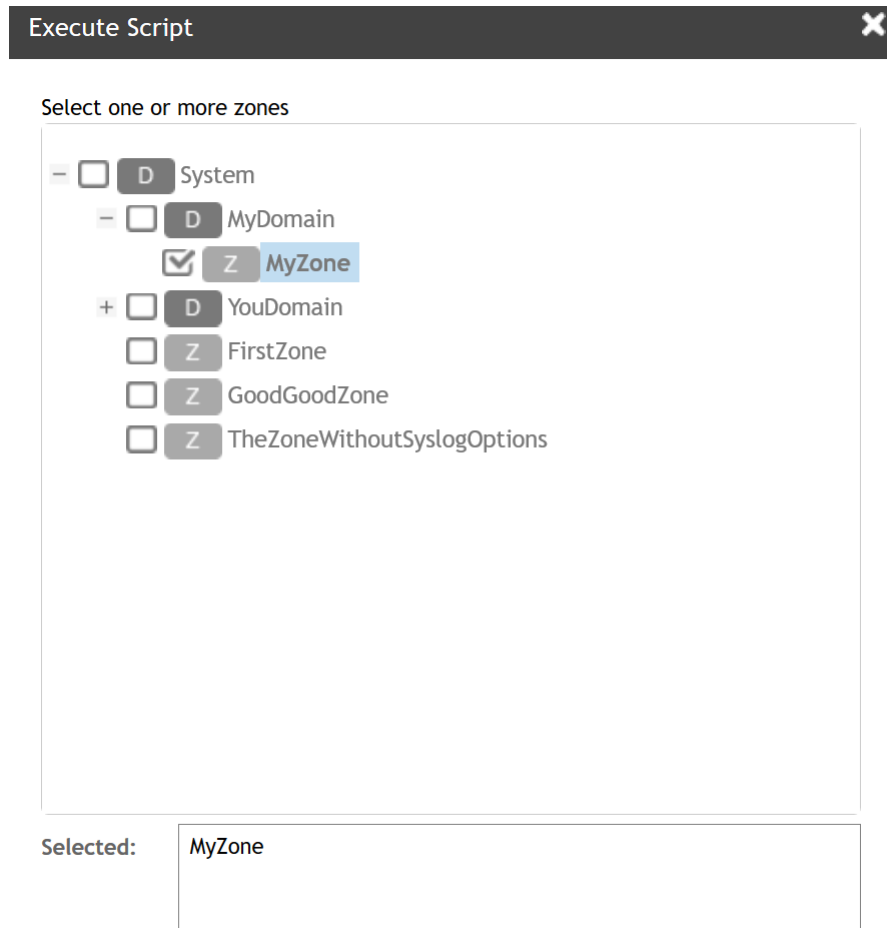 Execute Script
Select one or more zones
D System
D MyDomain
Z MyZone
D YouDomain
Z FirstZone
Z GoodGoodZone
Z TheZoneWithoutSyslogOptions
Selected: MyZone